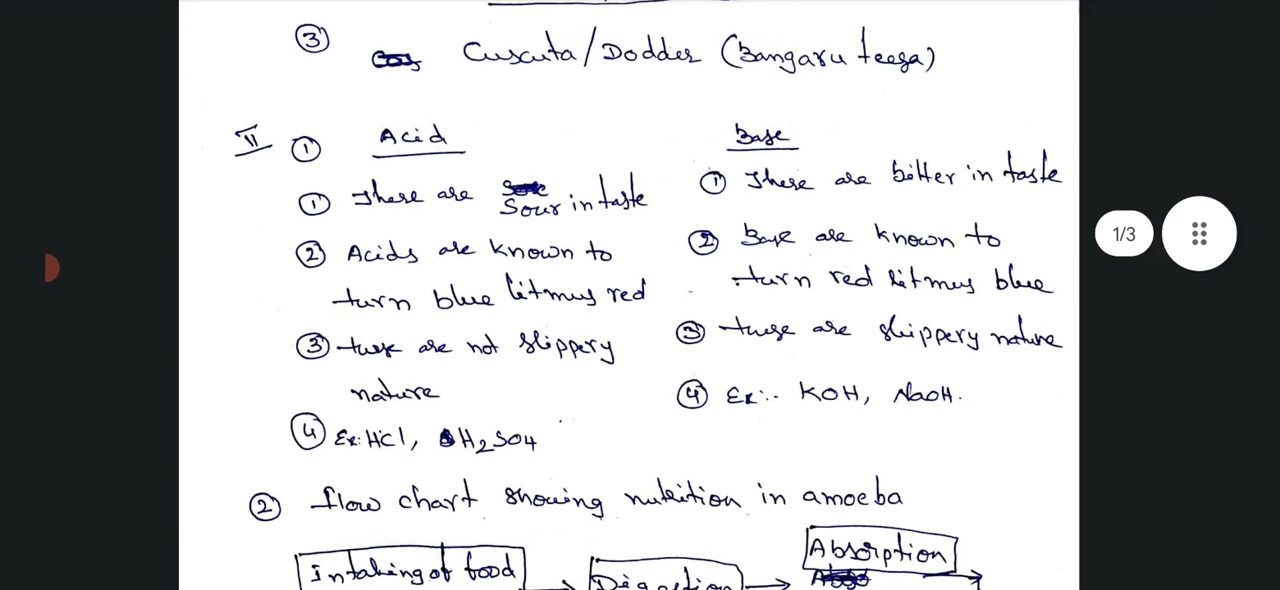 ③ Cuscuta/Dodder (Bangaru teega)
II ① Acid
① These are Sour in taste
② Acids are known to
turn blue litmus red
③ these are not slippery
nature
④ Ex: HCl, H2SO4
Base
① These are bitter in taste
② Base are known to
turn red litmus blue
③ these are slippery nature
④ Ex:- KOH, NaOH.
② flow chart showing nutrition in amoeba
Intaking of food
Digestion
Absorption
1/3